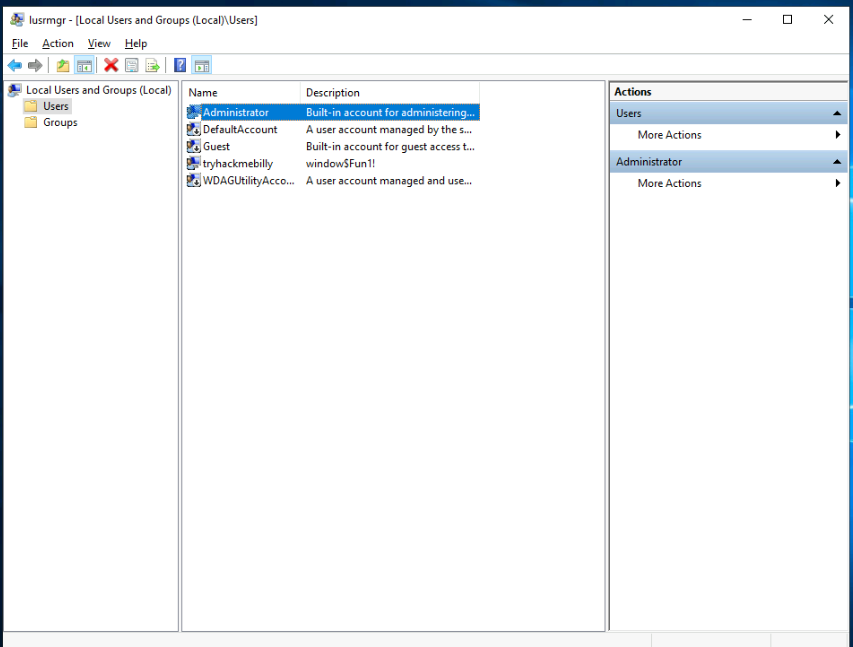 lusrmgr - [Local Users and Groups (Local)\Users]
File Action View Help
Local Users and Groups (Local)
Users
Groups
Name Description
Administrator Built-in account for administering...
DefaultAccount A user account managed by the s...
Guest Built-in account for guest access t...
tryhackmebilly window$Fun1!
WDAGUtilityAcco... A user account managed and use...
Actions
Users
More Actions
Administrator
More Actions